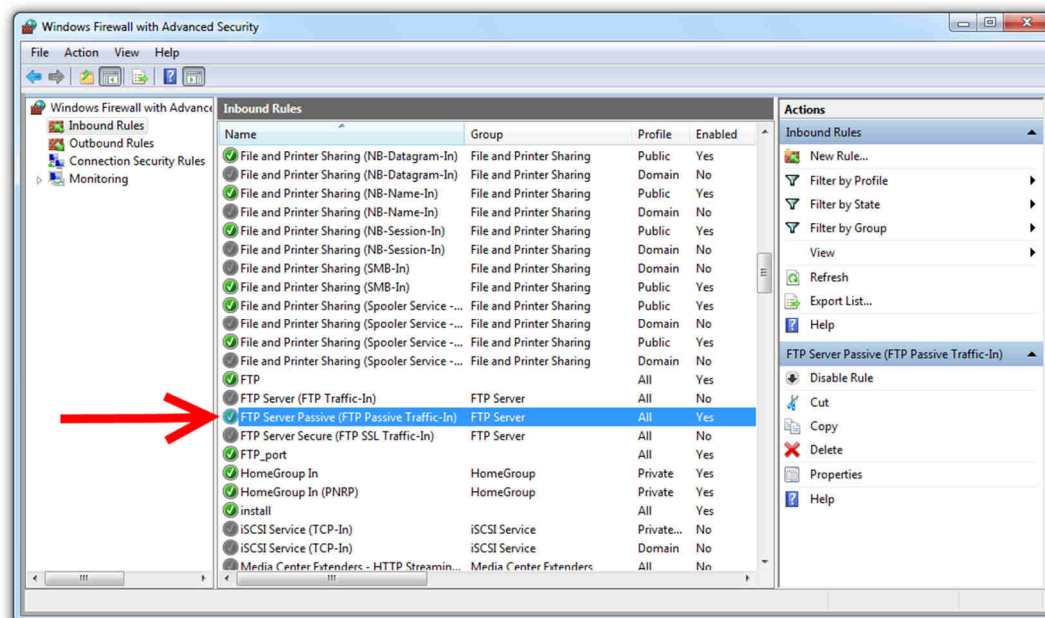 Windows Firewall with Advanced Security
File Action View Help
Windows Firewall with Advance
Inbound Rules
Outbound Rules
Connection Security Rules
Monitoring
Inbound Rules
Name Group Profile Enabled
File and Printer Sharing (NB-Datagram-In) File and Printer Sharing Public Yes
File and Printer Sharing (NB-Datagram-In) File and Printer Sharing Domain No
File and Printer Sharing (NB-Name-In) File and Printer Sharing Public Yes
File and Printer Sharing (NB-Name-In) File and Printer Sharing Domain No
File and Printer Sharing (NB-Session-In) File and Printer Sharing Public Yes
File and Printer Sharing (NB-Session-In) File and Printer Sharing Domain No
File and Printer Sharing (SMB-In) File and Printer Sharing Domain No
File and Printer Sharing (SMB-In) File and Printer Sharing Public Yes
File and Printer Sharing (Spooler Service -... File and Printer Sharing Public Yes
File and Printer Sharing (Spooler Service -... File and Printer Sharing Domain No
File and Printer Sharing (Spooler Service -... File and Printer Sharing Public Yes
File and Printer Sharing (Spooler Service -... File and Printer Sharing Domain No
FTP All Yes
FTP Server (FTP Traffic-In) FTP Server All No
FTP Server Passive (FTP Passive Traffic-In) FTP Server All Yes
FTP Server Secure (FTP SSL Traffic-In) FTP Server All No
FTP_port All Yes
HomeGroup In HomeGroup Private Yes
HomeGroup In (PNRP) HomeGroup Private Yes
install All Yes
iSCSI Service (TCP-In) iSCSI Service Private... No
iSCSI Service (TCP-In) iSCSI Service Domain No
Media Center Extenders - HTTP Streamin... Media Center Extenders All No
Actions
Inbound Rules
New Rule...
Filter by Profile
Filter by State
Filter by Group
View
Refresh
Export List...
Help
FTP Server Passive (FTP Passive Traffic-In)
Disable Rule
Cut
Copy
Delete
Properties
Help